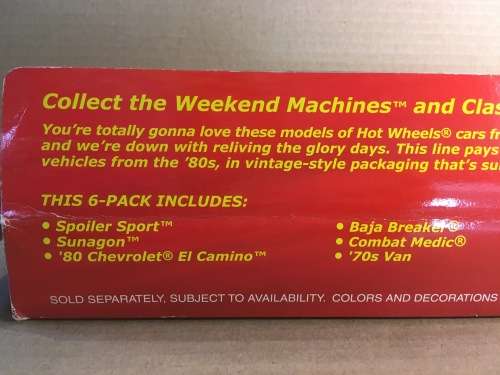 Collect the Weekend Machines™ and
You're totally gonna love these models of Hot Wheels® cars
and we're down with reliving the glory days. This line pays
vehicles from the '80s, in vintage-style packaging that's
THIS 6-PACK INCLUDES:
• Spoiler Sport™
• Sunagon™
• '80 Chevrolet® El Camino™
• Baja Breaker®
• Combat Medic®
• '70s Van
SOLD SEPARATELY, SUBJECT TO AVAILABILITY. COLORS AND DECORATIONS